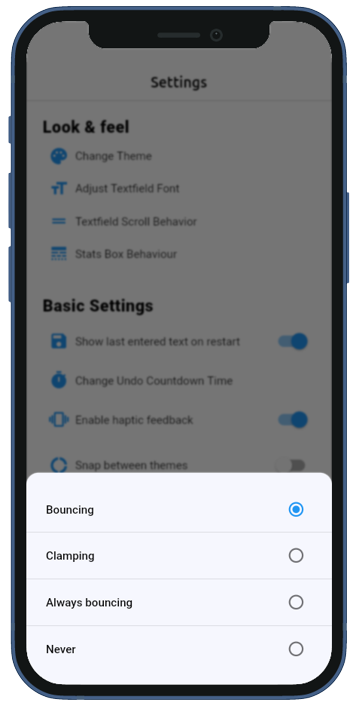 Settings
Look & feel
Change Theme
Adjust Textfield Font
Textfield Scroll Behavior
Stats Box Behaviour
Basic Settings
Show last entered text on restart
Change Undo Countdown Time
Enable haptic feedback
Snap between themes
Bouncing
Clamping
Always bouncing
Never